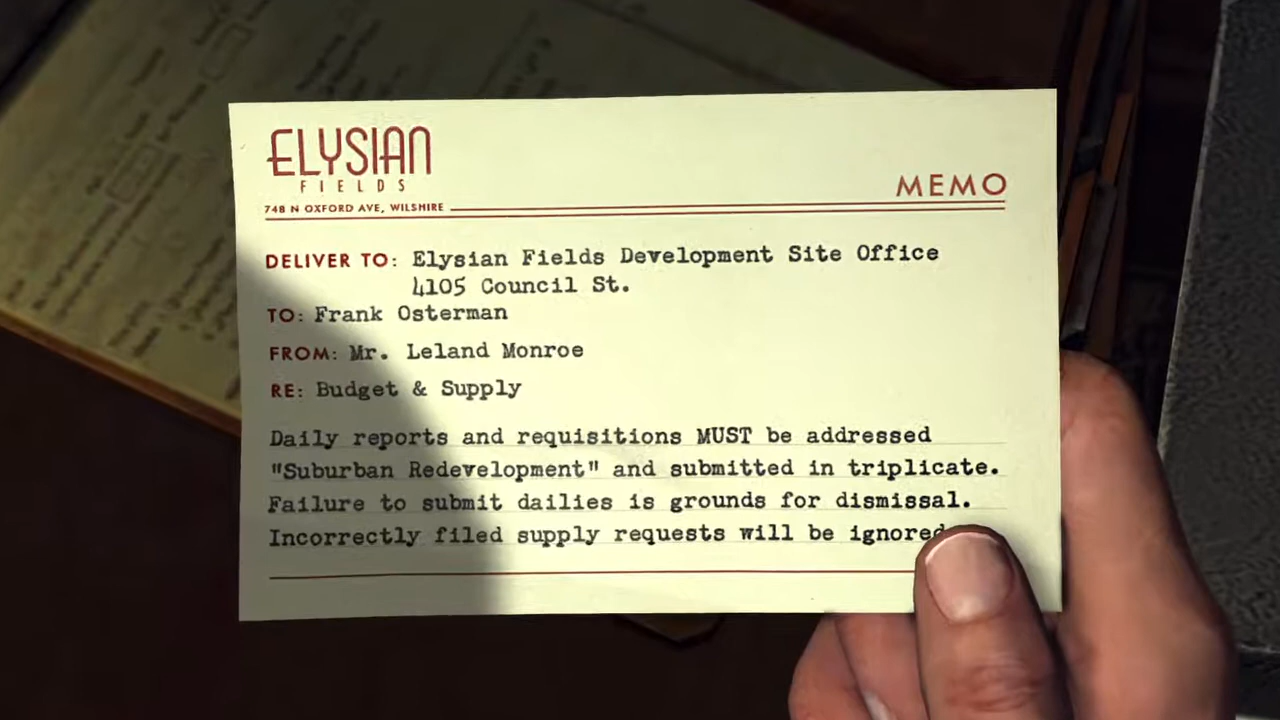 ELYSIAN
FIELDS
748 N OXFORD AVE, WILSHIRE
MEMO
DELIVER TO: Elysian Fields Development Site Office
4105 Council St.
TO: Frank Osterman
FROM: Mr. Leland Monroe
RE: Budget & Supply
Daily reports and requisitions MUST be addressed
"Suburban Redevelopment" and submitted in triplicate.
Failure to submit dailies is grounds for dismissal.
Incorrectly filed supply requests will be ignored